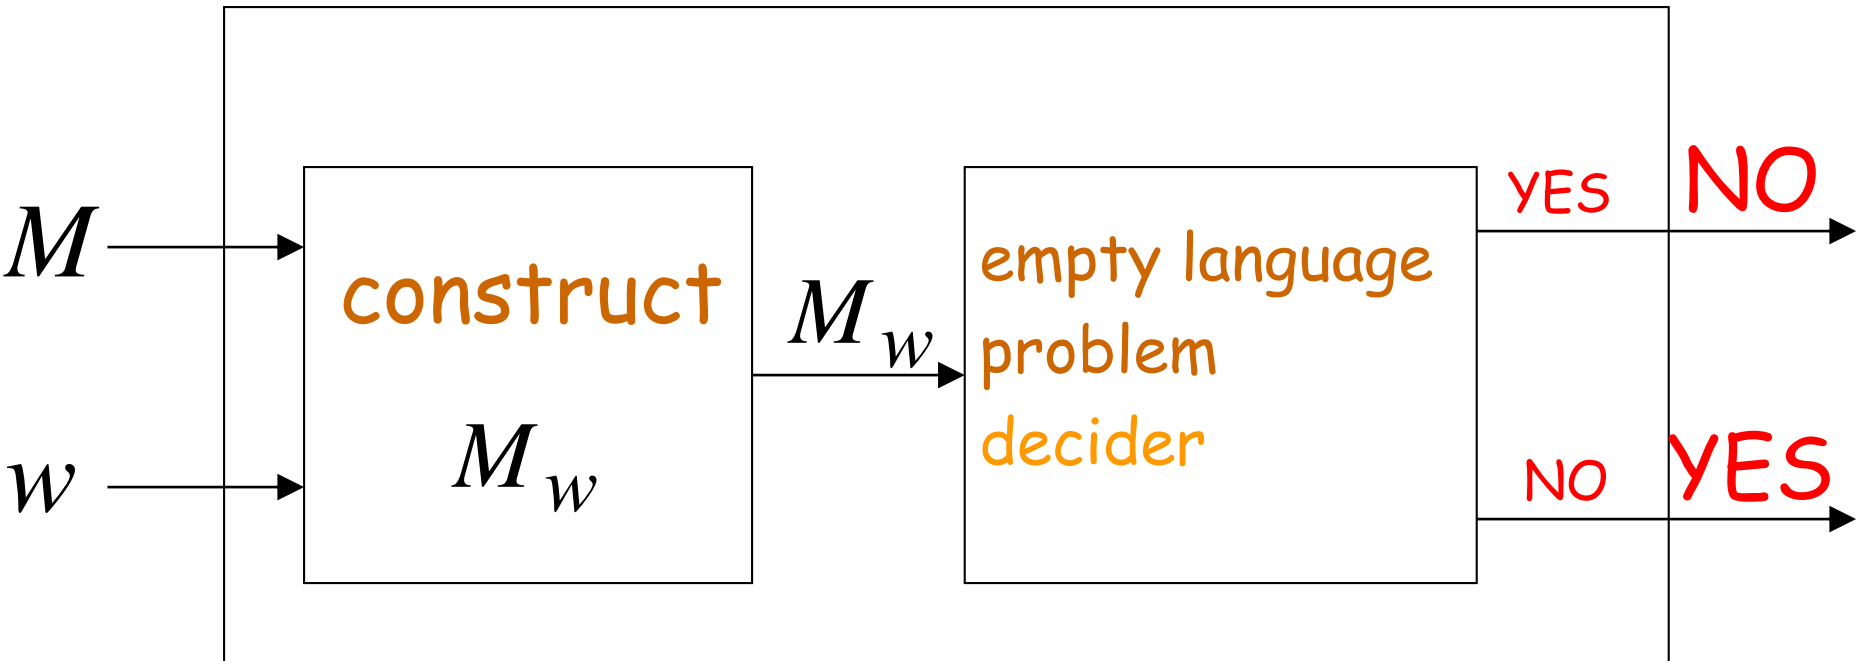 M
w
construct
M w
M w
empty language
problem
decider
YES
NO
NO
YES